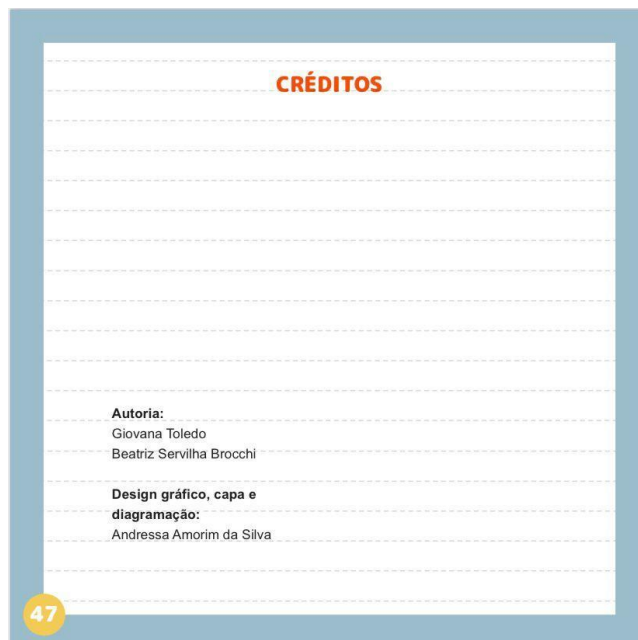 CRÉDITOS
Autoria:
Giovana Toledo
Beatriz Servilha Brocchi
Design gráfico, capa e
diagramação:
Andressa Amorim da Silva
47